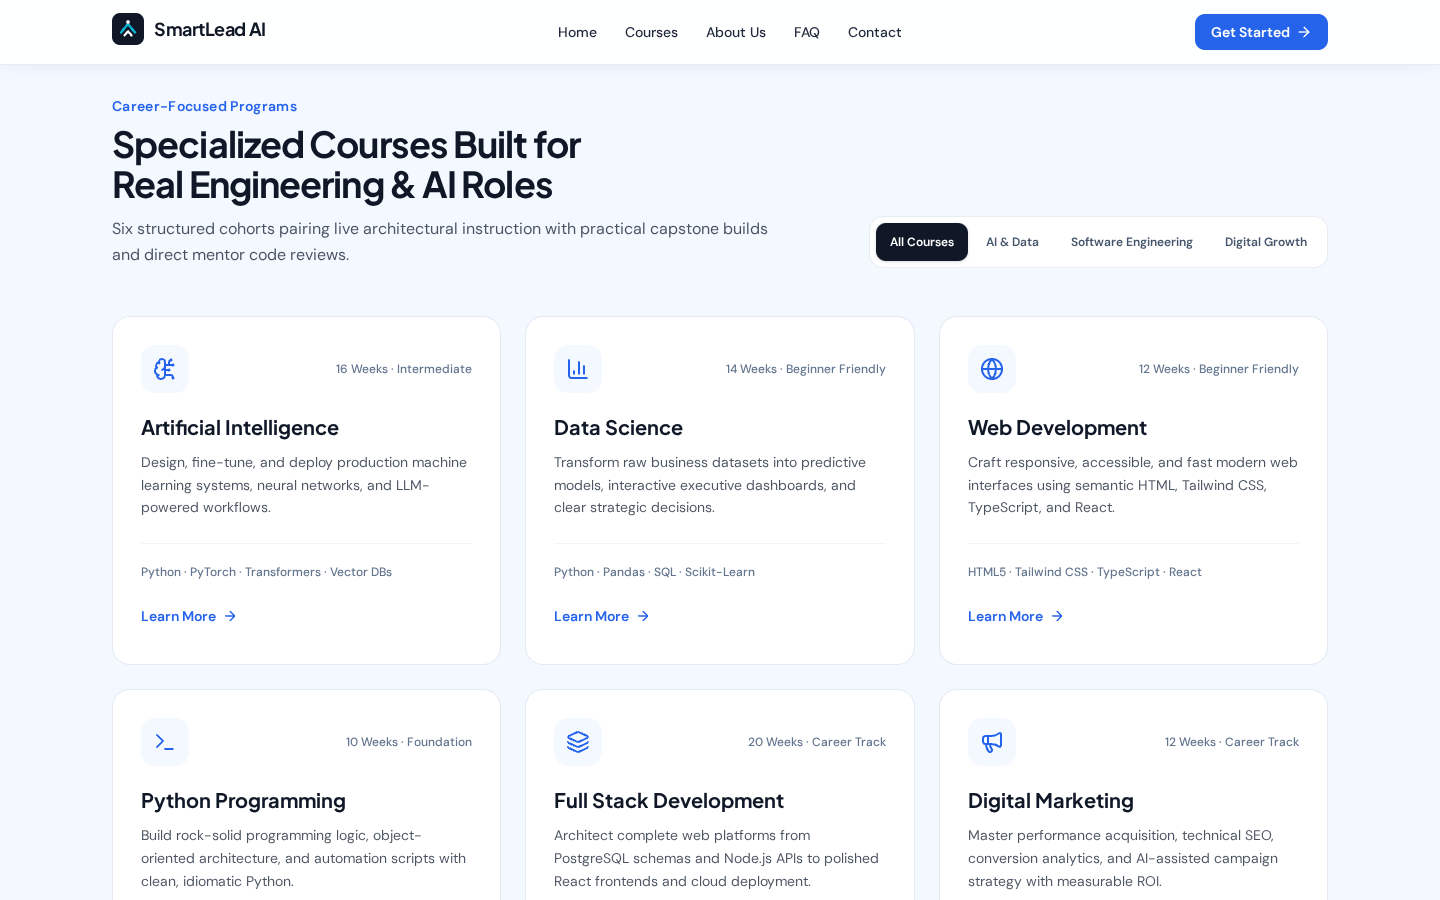 SmartLead AI
Home
Courses
About Us
FAQ
Contact
Get Started
Career-Focused Programs
Specialized Courses Built for
Real Engineering & AI Roles
Six structured cohorts pairing live architectural instruction with practical capstone builds
and direct mentor code reviews.
All Courses
AI & Data
Software Engineering
Digital Growth
16 Weeks · Intermediate
Artificial Intelligence
Design, fine-tune, and deploy production machine
learning systems, neural networks, and LLM-
powered workflows.
Python · PyTorch · Transformers · Vector DBs
Learn More
14 Weeks · Beginner Friendly
Data Science
Transform raw business datasets into predictive
models, interactive executive dashboards, and
clear strategic decisions.
Python · Pandas · SQL · Scikit-Learn
Learn More
12 Weeks · Beginner Friendly
Web Development
Craft responsive, accessible, and fast modern web
interfaces using semantic HTML, Tailwind CSS,
TypeScript, and React.
HTML5 · Tailwind CSS · TypeScript · React
Learn More
10 Weeks · Foundation
Python Programming
Build rock-solid programming logic, object-
oriented architecture, and automation scripts with
clean, idiomatic Python.
20 Weeks · Career Track
Full Stack Development
Architect complete web platforms from
PostgreSQL schemas and Node.js APIs to polished
React frontends and cloud deployment.
12 Weeks · Career Track
Digital Marketing
Master performance acquisition, technical SEO,
conversion analytics, and AI-assisted campaign
strategy with measurable ROI.